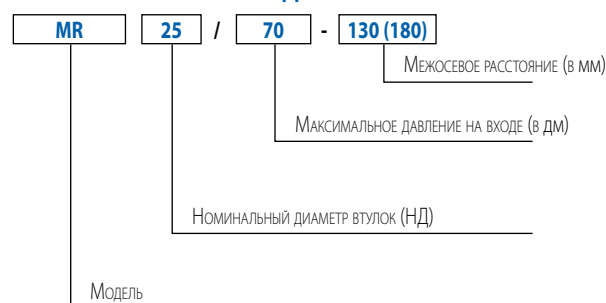 MR 25 / 70 - 130 (180)
Межосевое расстояние (в мм)
Максимальное давление на входе (в дм)
Номинальный диаметр втулок (НД)
Модель